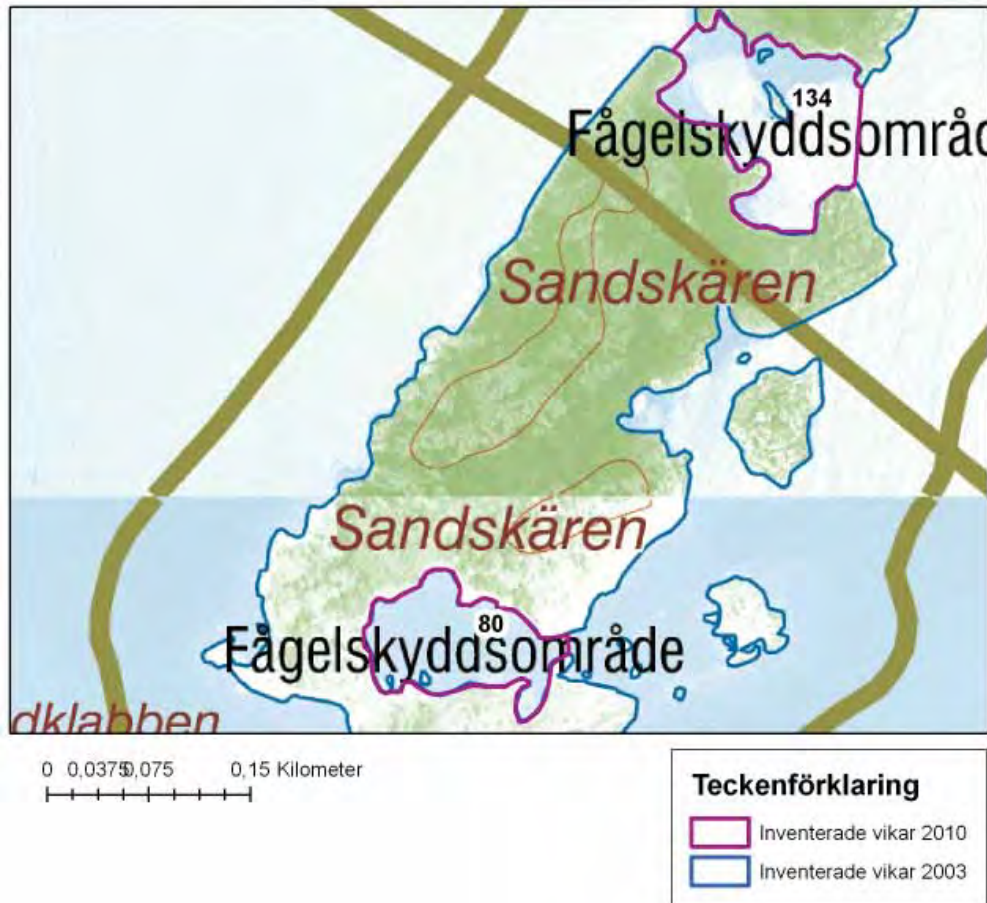 134
Fågelskyddsområd
Sandskären
Sandskären
80
Fågelskyddsområde
dklabben
0 0,0375 0,075 0,15 Kilometer
Teckenförklaring
Inventerade vikar 2010
Inventerade vikar 2003